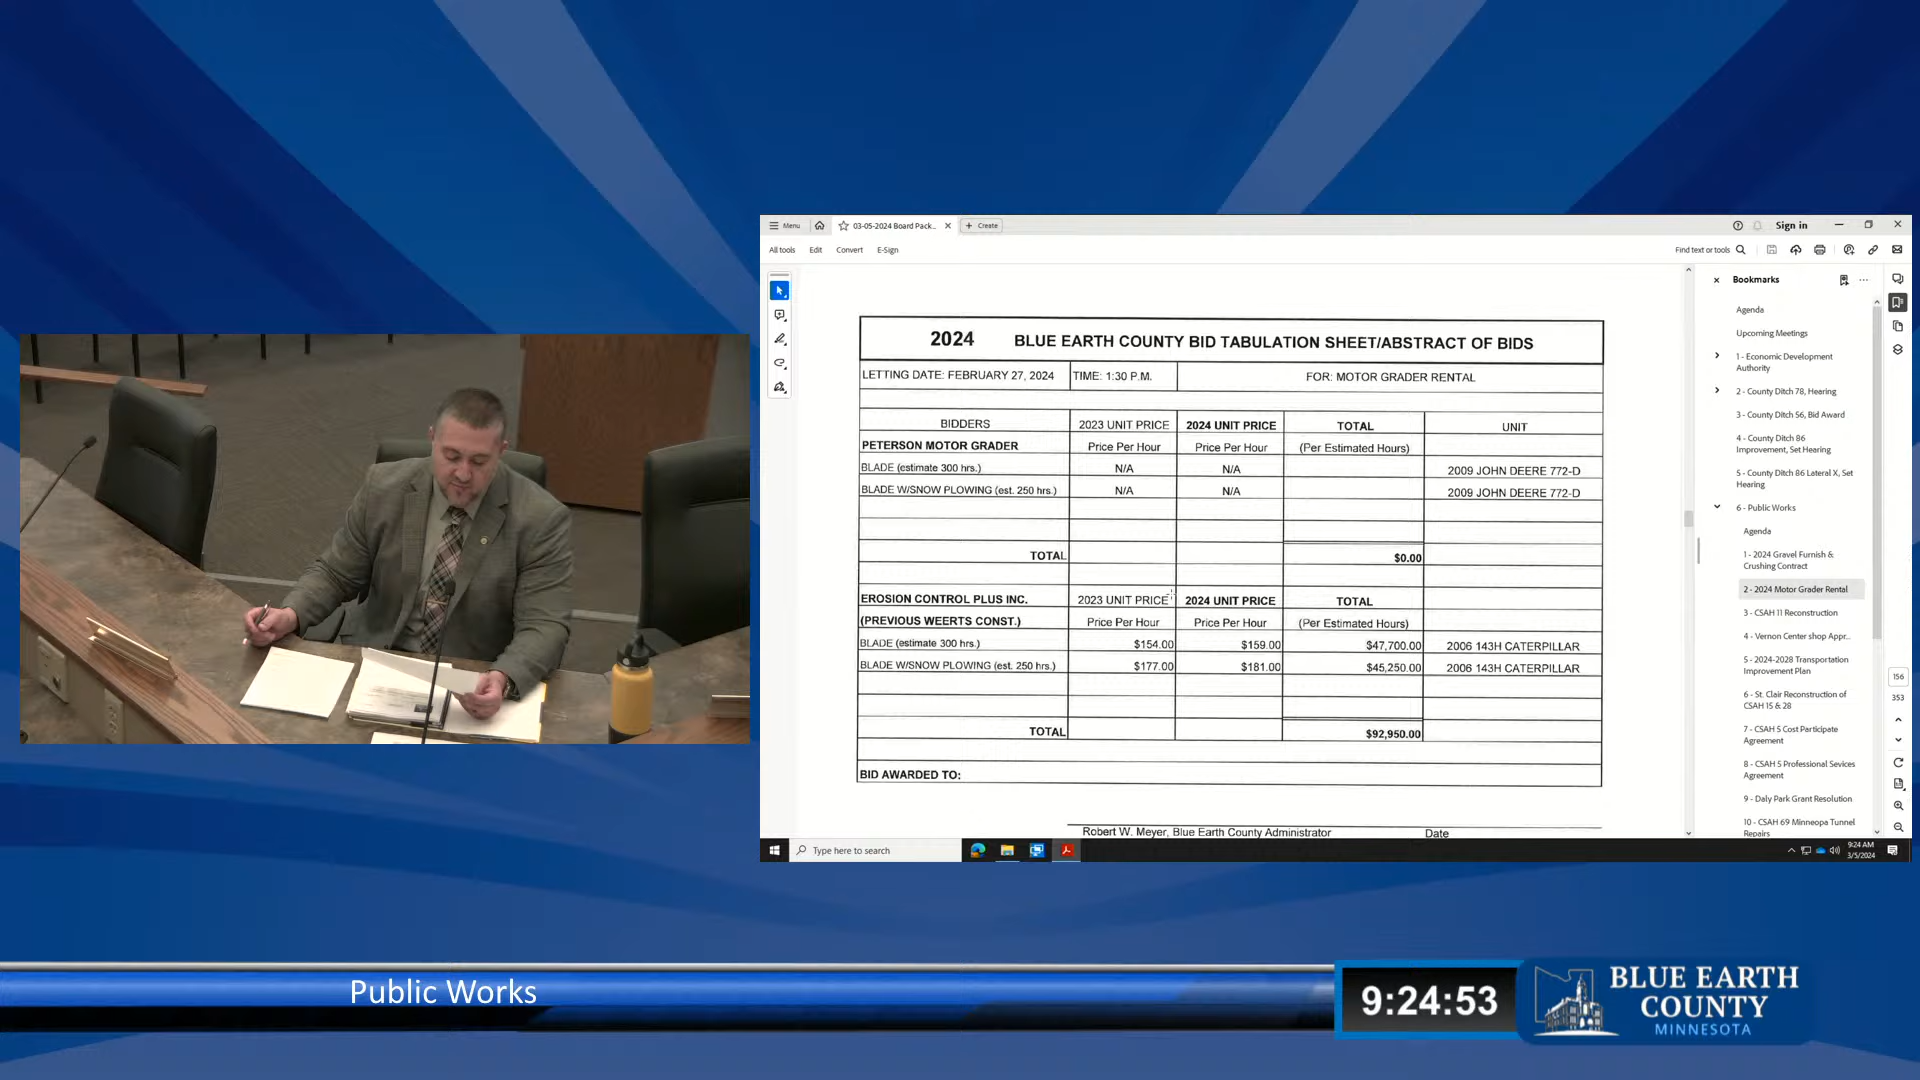 Menu
03-05-2024 Board Pack...
Create
Sign in
All tools
Edit
Convert
E-Sign
Find text or tools
2024 BLUE EARTH COUNTY BID TABULATION SHEET/ABSTRACT OF BIDS
LETTING DATE: FEBRUARY 27, 2024 TIME: 1:30 P.M. FOR: MOTOR GRADER RENTAL
BIDDERS 2023 UNIT PRICE 2024 UNIT PRICE TOTAL UNIT
PETERSON MOTOR GRADER Price Per Hour Price Per Hour (Per Estimated Hours)
BLADE (estimate 300 hrs.) N/A N/A 2009 JOHN DEERE 772-D
BLADE W/SNOW PLOWING (est. 250 hrs.) N/A N/A 2009 JOHN DEERE 772-D
TOTAL $0.00
EROSION CONTROL PLUS INC. 2023 UNIT PRICE 2024 UNIT PRICE TOTAL
(PREVIOUS WEERTS CONST.) Price Per Hour Price Per Hour (Per Estimated Hours)
BLADE (estimate 300 hrs.) $154.00 $159.00 $47,700.00 2006 143H CATERPILLAR
BLADE W/SNOW PLOWING (est. 250 hrs.) $177.00 $181.00 $45,250.00 2006 143H CATERPILLAR
TOTAL $92,950.00
BID AWARDED TO:
Robert W. Meyer, Blue Earth County Administrator Date
Bookmarks
Agenda
Upcoming Meetings
1 - Economic Development
Authority
2 - County Ditch 78, Hearing
3 - County Ditch 56, Bid Award
4 - County Ditch 86
Improvement, Set Hearing
5 - County Ditch 86 Lateral X, Set
Hearing
6 - Public Works
Agenda
1 - 2024 Gravel Furnish &
Crushing Contract
2 - 2024 Motor Grader Rental
3 - CSAH 11 Reconstruction
4 - Vernon Center shop Appr...
5 - 2024-2028 Transportation
Improvement Plan
6 - St. Clair Reconstruction of
CSAH 15 & 28
7 - CSAH 5 Cost Participate
Agreement
8 - CSAH 5 Professional Sevices
Agreement
9 - Daly Park Grant Resolution
10 - CSAH 69 Minneopa Tunnel
Repairs
156
353
Type here to search
9:24 AM
3/5/2024
Public Works
9:24:53
BLUE EARTH
COUNTY
MINNESOTA